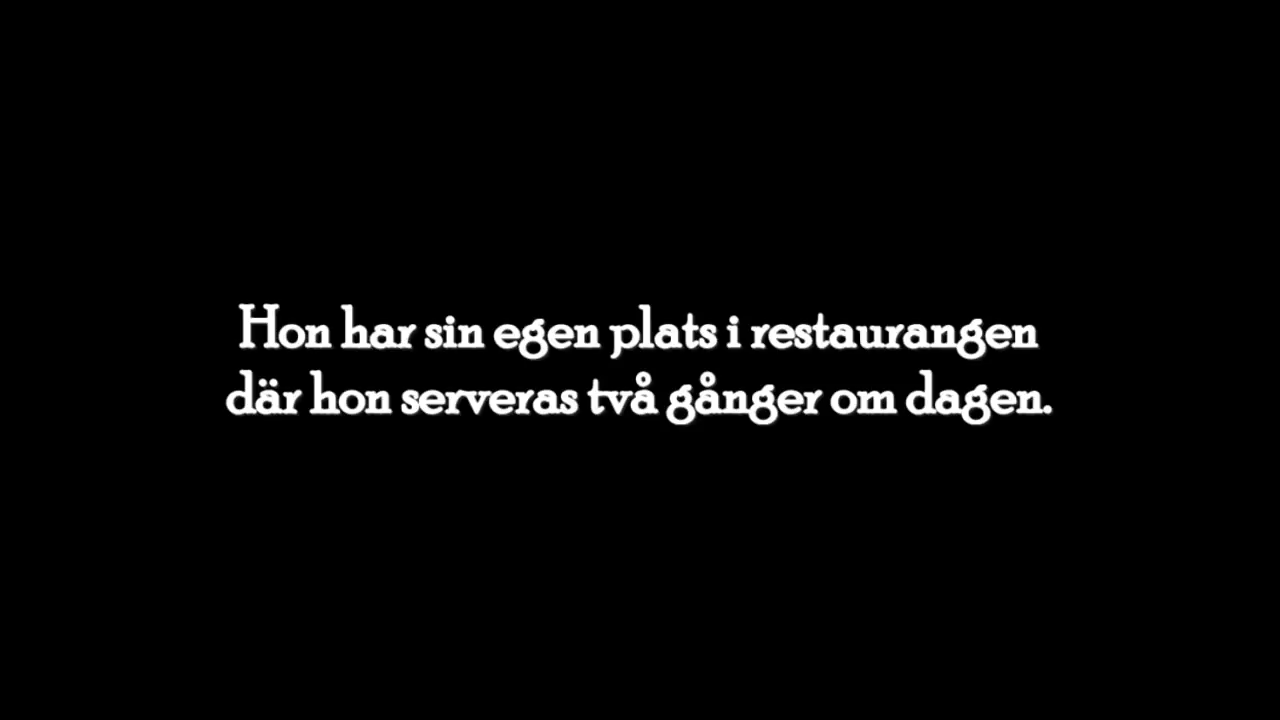 Hon har sin egen plats i restaurangen
där hon serveras två gånger om dagen.